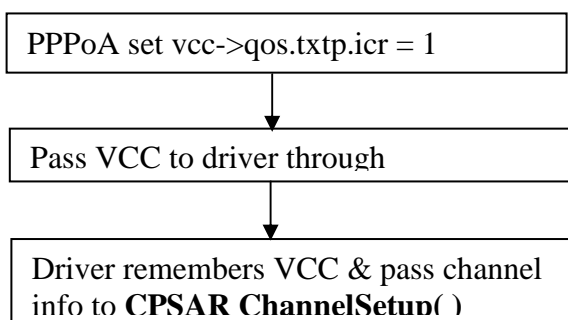 PPPoA set vcc->qos.txtp.icr = 1
Pass VCC to driver through
Driver remembers VCC & pass channel
info to CPSAR ChannelSetup( )